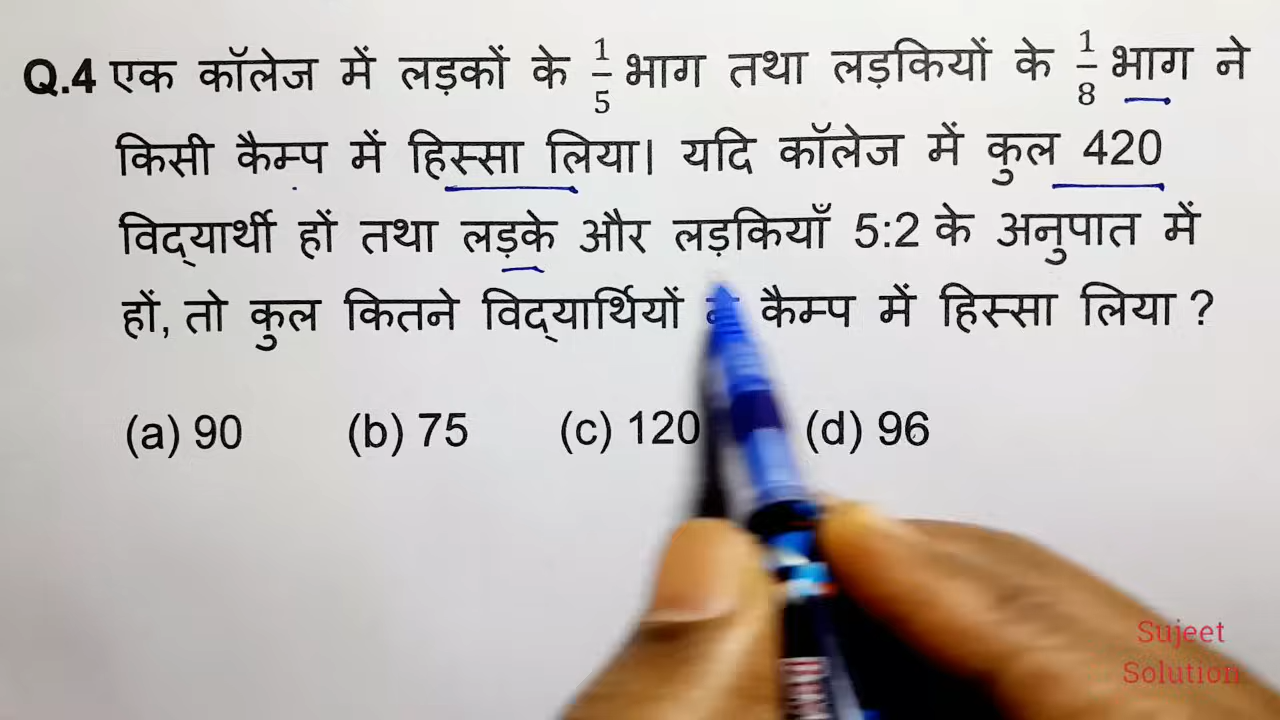 Q.4 एक कॉलेज में लड़कों के 1/5 भाग तथा लड़कियों के 1/8 भाग ने
किसी कैम्प में हिस्सा लिया। यदि कॉलेज में कुल 420
विद्यार्थी हों तथा लड़के और लड़कियाँ 5:2 के अनुपात में
हों, तो कुल कितने विद्यार्थियों कैम्प में हिस्सा लिया ?
(a) 90 (b) 75 (c) 120 (d) 96
Sujeet
Solution